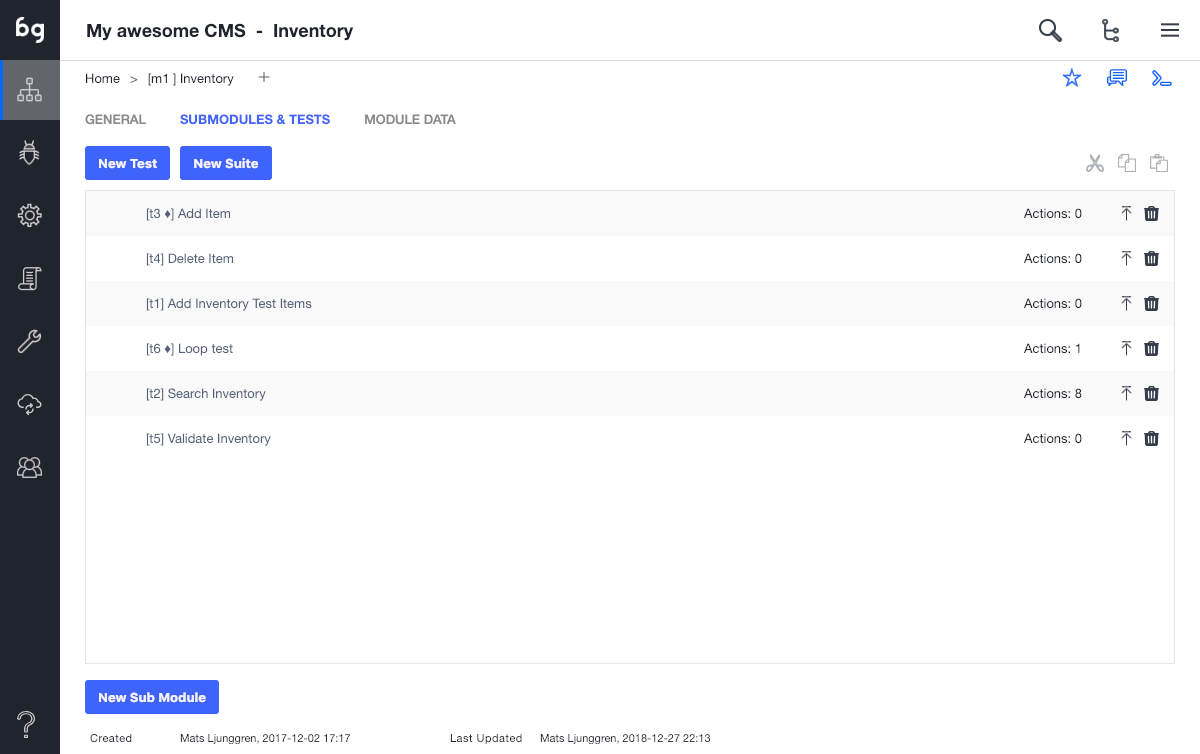 bg
My awesome CMS - Inventory
Home > [m1 ] Inventory +
GENERAL SUBMODULES & TESTS MODULE DATA
New Test New Suite
[t3 ♦] Add Item Actions: 0
[t4] Delete Item Actions: 0
[t1] Add Inventory Test Items Actions: 0
[t6 ♦] Loop test Actions: 1
[t2] Search Inventory Actions: 8
[t5] Validate Inventory Actions: 0
New Sub Module
Created Mats Ljunggren, 2017-12-02 17:17 Last Updated Mats Ljunggren, 2018-12-27 22:13